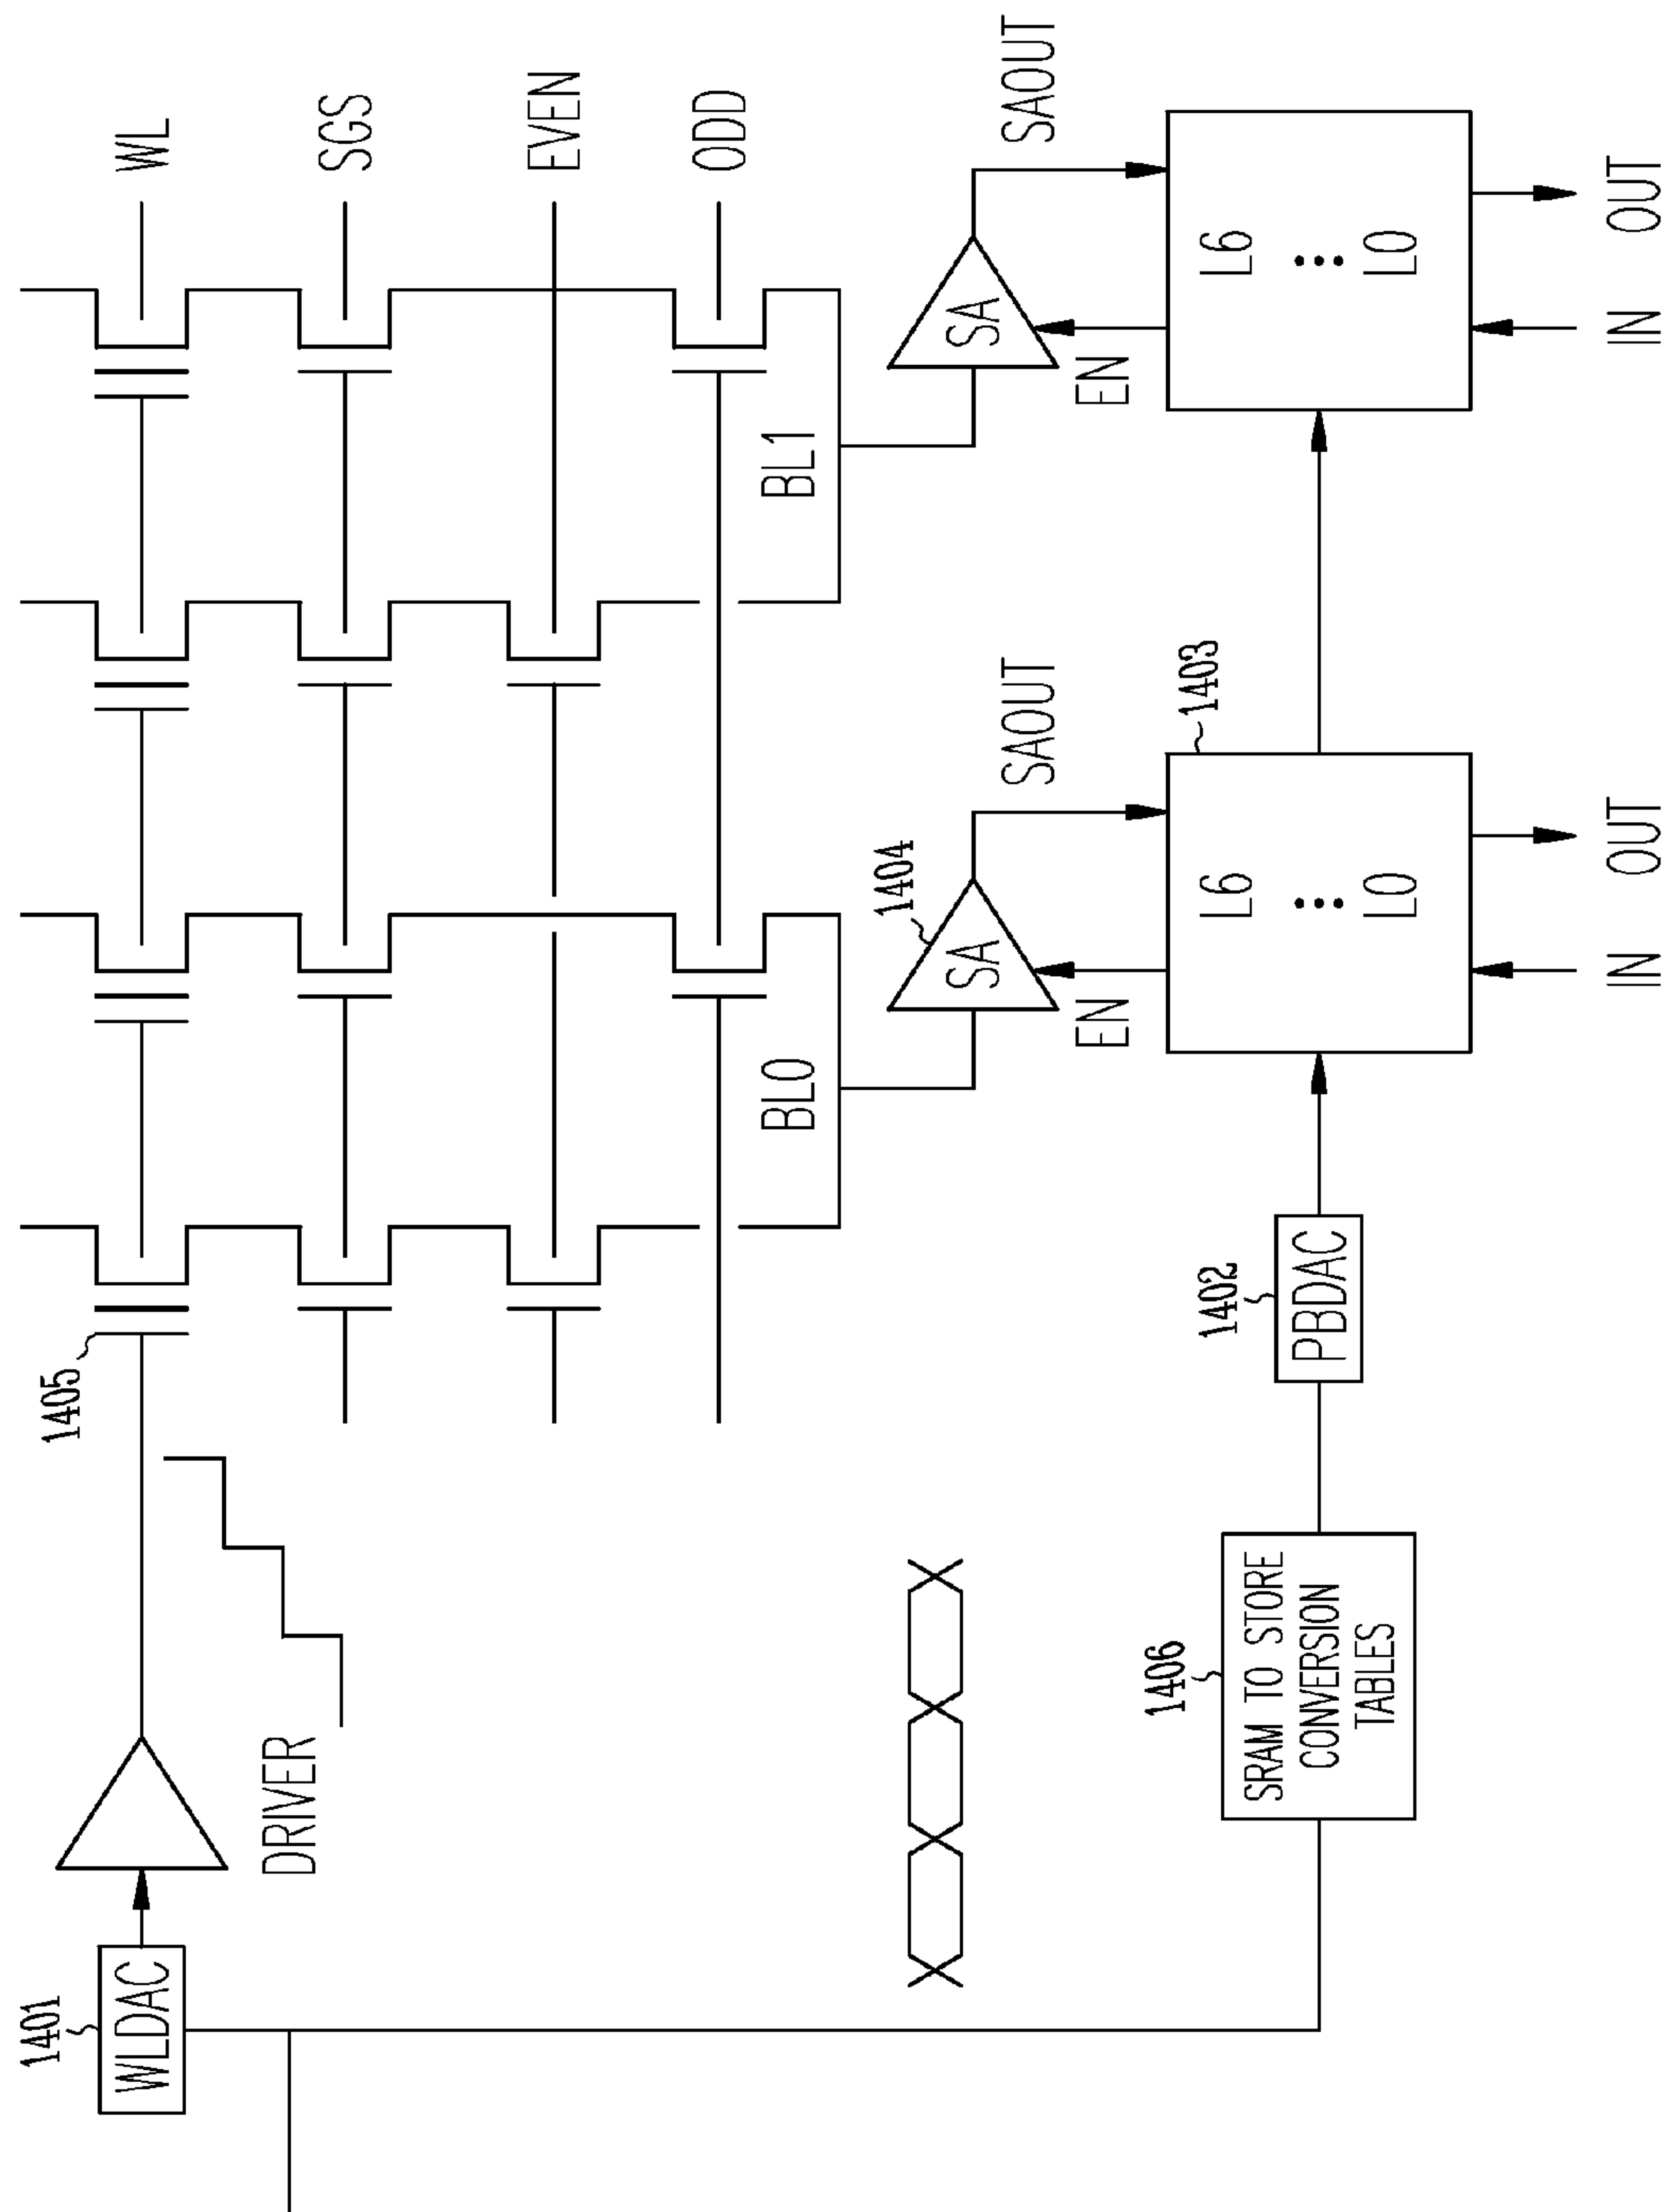 1401
WLDAC
DRIVER
1405
WL
SGS
EVEN
ODD
BL0
BL1
1404
SA
EN
SAOUT
SA
EN
SAOUT
1406
SRAM TO STORE
CONVERSION
TABLES
1402
PBDAC
1403
L6
L0
L6
L0
IN
OUT
IN
OUT